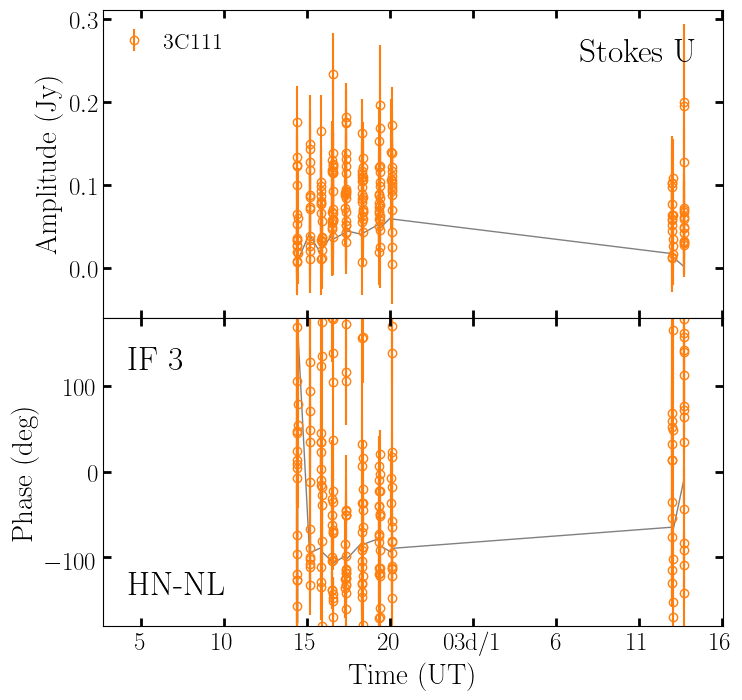 0.3
3C111
Stokes U
0.2
0.1
0.0
Amplitude (Jy)
IF 3
100
0
−100
Phase (deg)
HN-NL
5 10 15 20 03d/1 6 11 16
Time (UT)